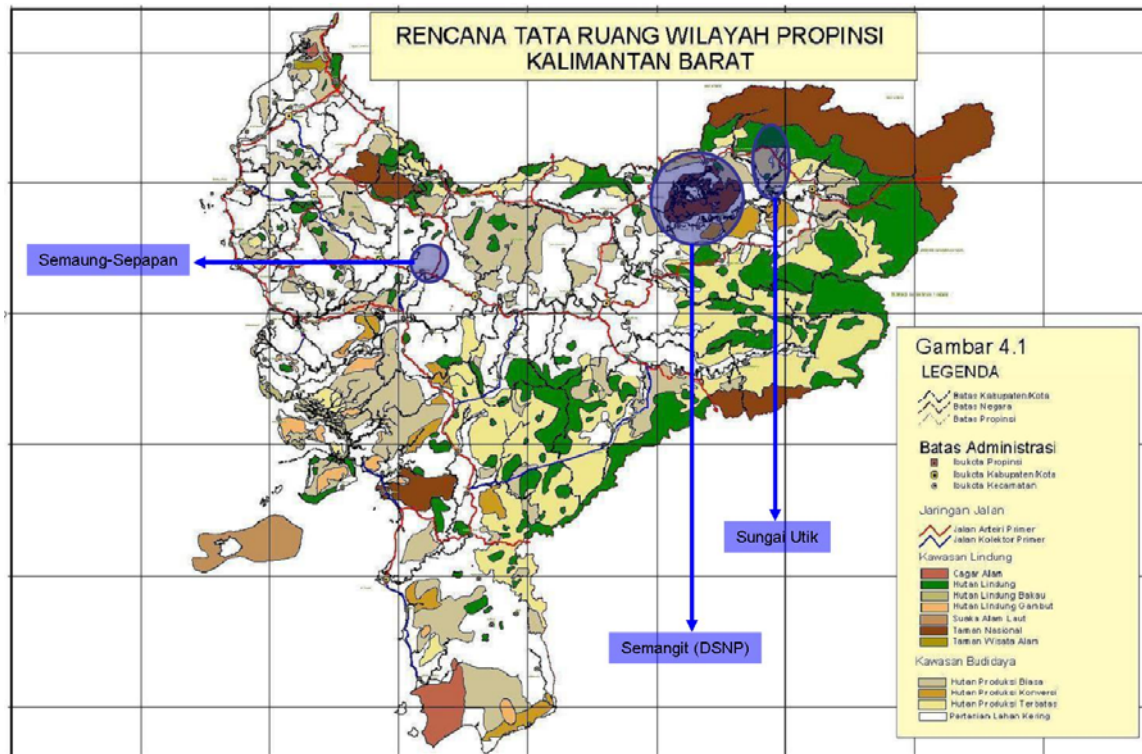 RENCANA TATA RUANG WILAYAH PROPINSI
KALIMANTAN BARAT
Semaung-Sepapan
Sungai Utik
Semangit (DSNP)
Gambar 4.1
LEGENDA
Batas Kabupaten/Kota
Batas Negara
Batas Propinsi
Batas Administrasi
Ibukota Propinsi
Ibukota Kabupaten/Kota
Ibukota Kecamatan
Jaringan Jalan
Jalan Arteiri Primer
Jalan Kolektor Primer
Kawasan Lindung
Cagar Alam
Hutan Lindung
Hutan Lindung Bakau
Hutan Lindung Gambut
Suaka Alam Laut
Taman Nasional
Taman Wisata Alam
Kawasan Budidaya
Hutan Produksi Biasa
Hutan Produksi Konversi
Hutan Produksi Terbatas
Pertanian Lahan Kering